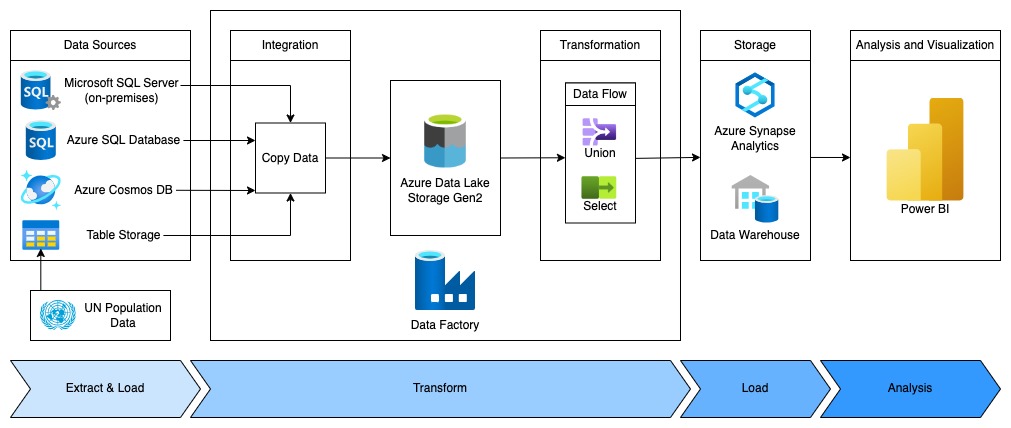 Data Sources
Microsoft SQL Server
(on-premises)
SQL
Azure SQL Database
SQL
Azure Cosmos DB
Table Storage
UN Population
Data
Integration
Copy Data
Azure Data Lake
Storage Gen2
Data Factory
Transformation
Data Flow
Union
Select
Storage
Azure Synapse
Analytics
Data Warehouse
Analysis and Visualization
Power BI
Extract & Load
Transform
Load
Analysis